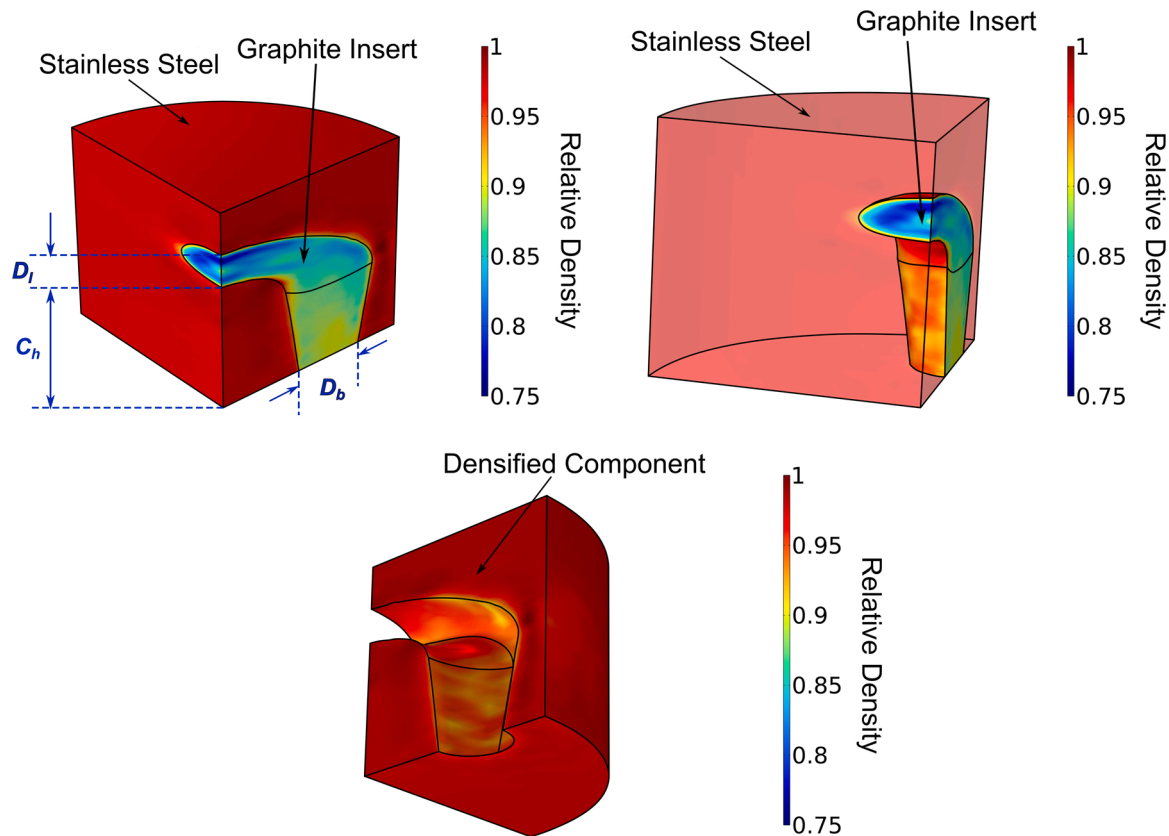 Stainless Steel
Graphite Insert
1
0.95
0.9
0.85
0.8
0.75
Relative Density
D_l
C_h
D_b
Stainless Steel
Graphite Insert
1
0.95
0.9
0.85
0.8
0.75
Relative Density
Densified Component
1
0.95
0.9
0.85
0.8
0.75
Relative Density